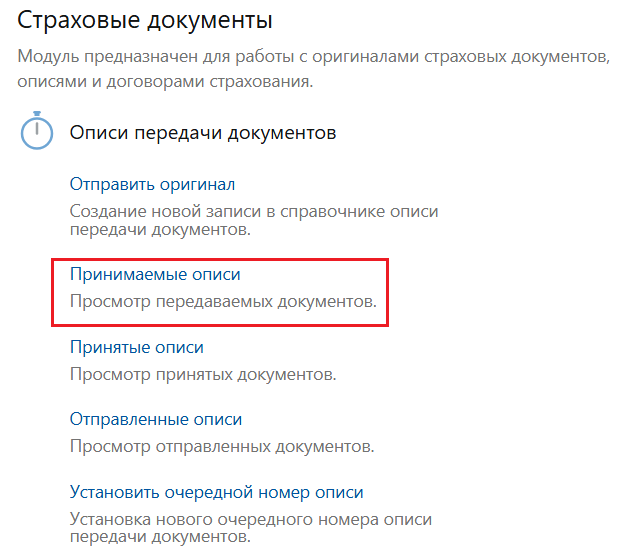 Страховые документы
Модуль предназначен для работы с оригиналами страховых документов,
описями и договорами страхования.
Описи передачи документов
Отправить оригинал
Создание новой записи в справочнике описи
передачи документов.
Принимаемые описи
Просмотр передаваемых документов.
Принятые описи
Просмотр принятых документов.
Отправленные описи
Просмотр отправленных документов.
Установить очередной номер описи
Установка нового очередного номера описи
передачи документов.